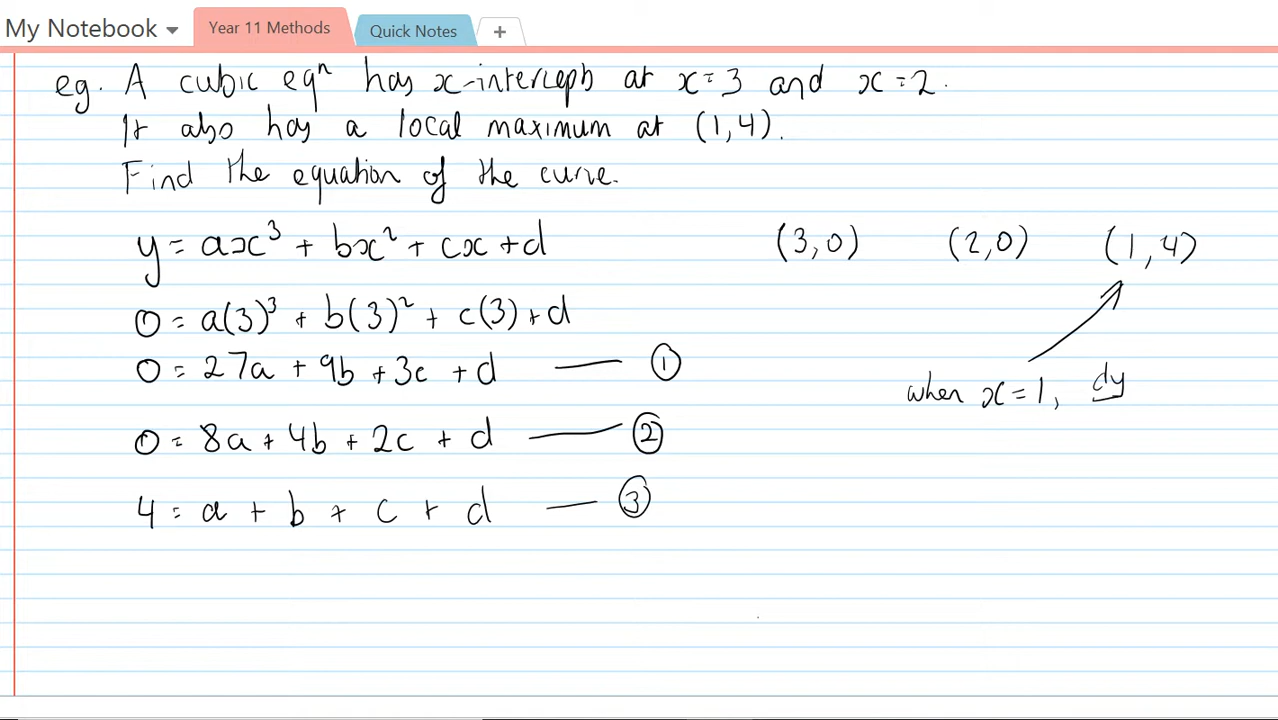 My Notebook Year 11 Methods Quick Notes +
eg. A cubic eqⁿ has x-intercepts at x=3 and x=2.
It also has a local maximum at (1,4).
Find the equation of the curve.
y = ax³ + bx² + cx + d (3,0) (2,0) (1,4)
0 = a(3)³ + b(3)² + c(3) + d
0 = 27a + 9b + 3c + d — ①
when x=1, dy
0 = 8a + 4b + 2c + d — ②
4 = a + b + c + d — ③